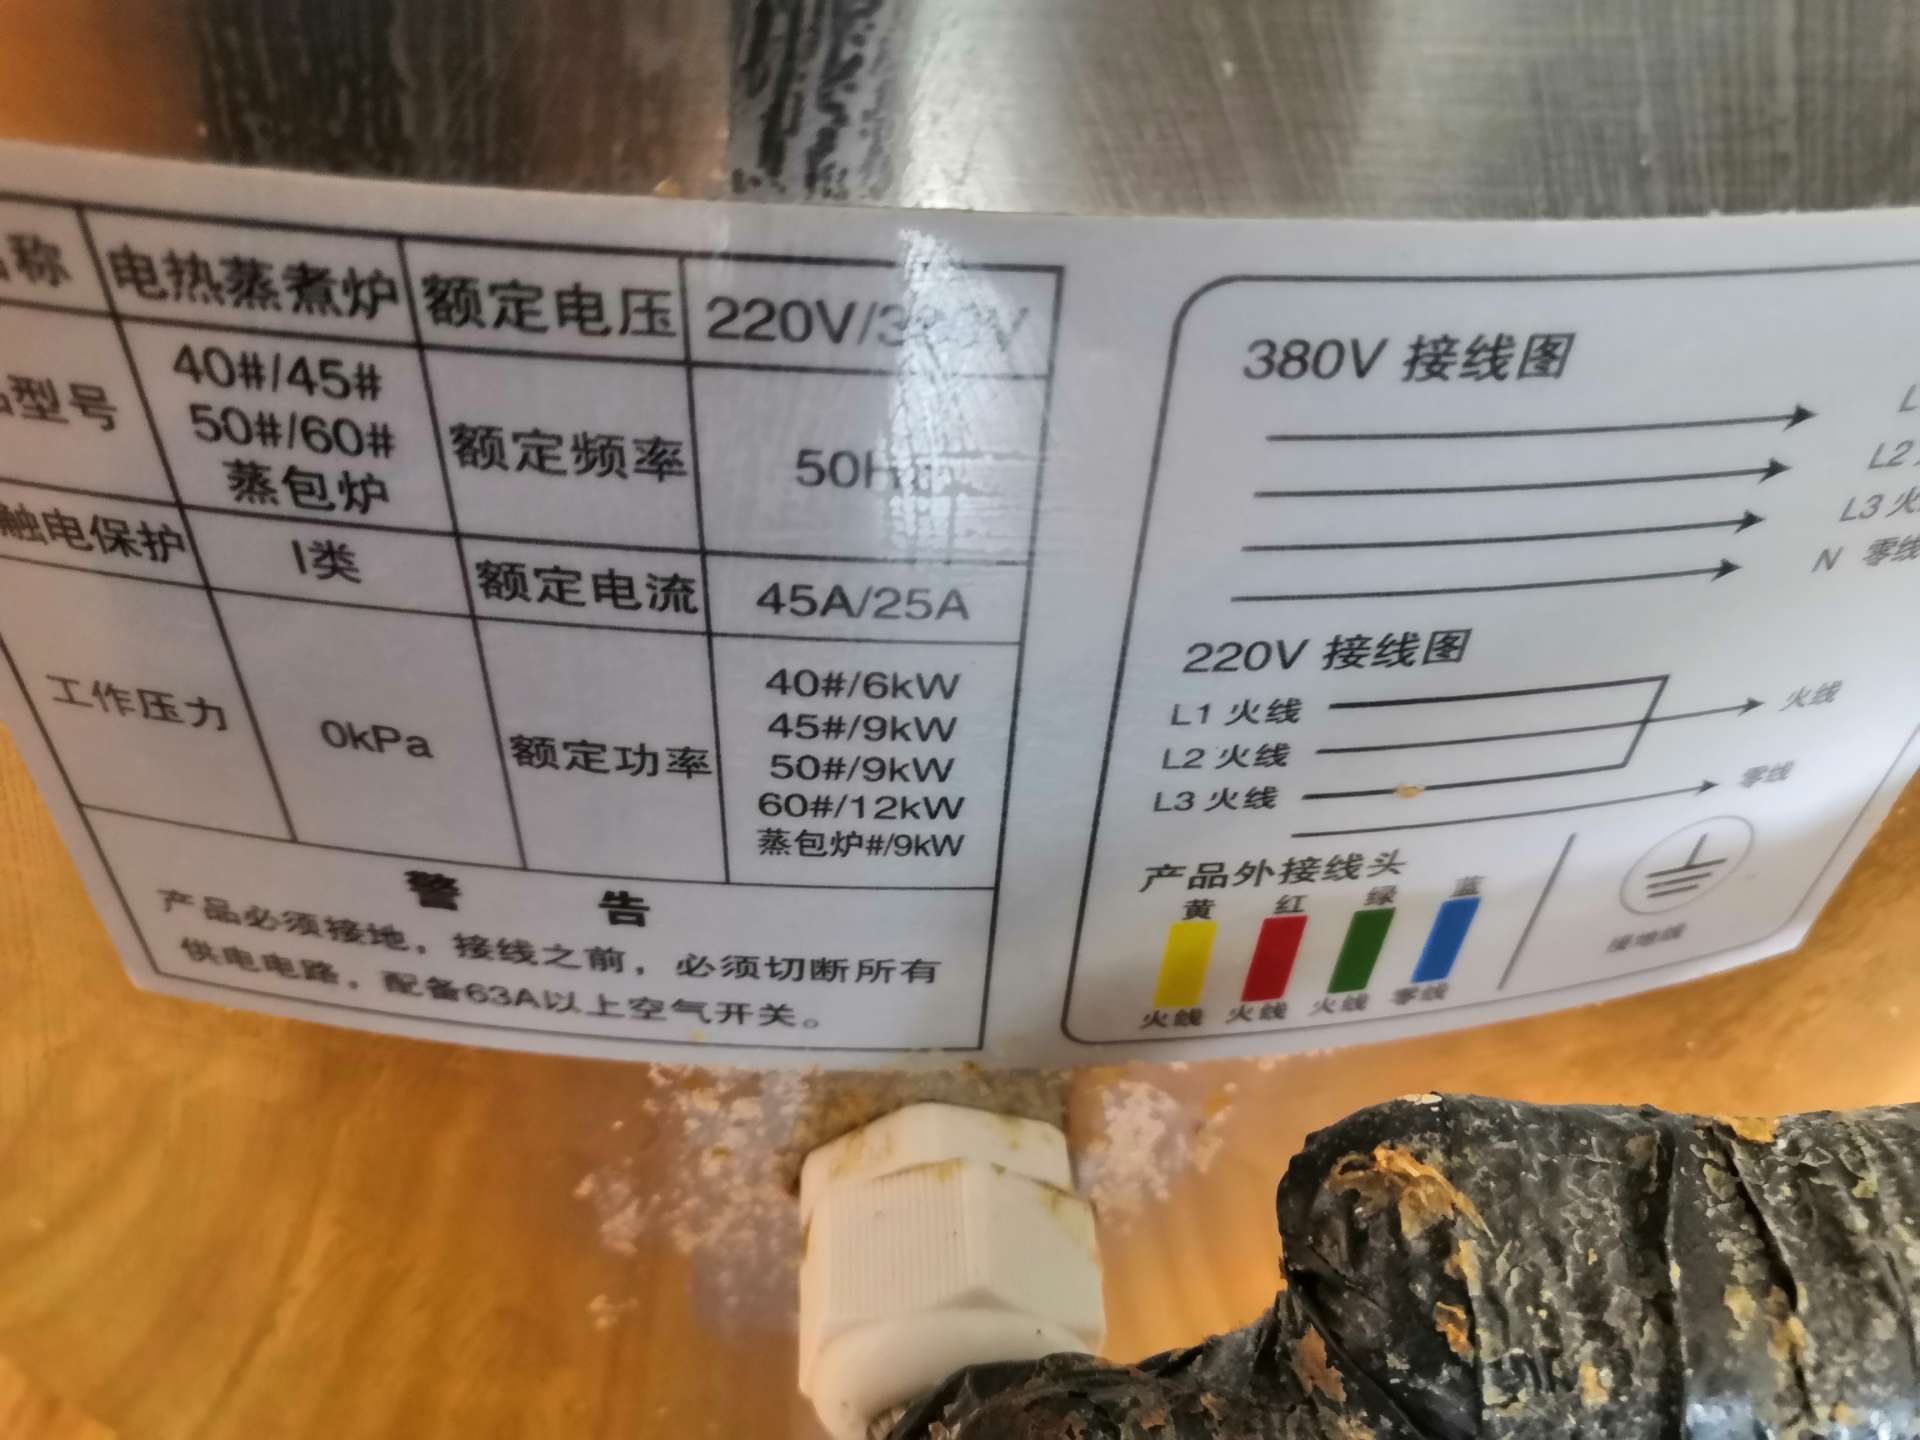 称 电热蒸煮炉 额定电压 220V/380V
型号 40#/45#
50#/60#
蒸包炉
额定频率 50Hz
触电保护 I类 额定电流 45A/25A
工作压力 0kPa 额定功率 40#/6kW
45#/9kW
50#/9kW
60#/12kW
蒸包炉#/9kW
警 告
产品必须接地，接线之前，必须切断所有
供电电路，配备63A以上空气开关。
380V 接线图
L
L2
L3 火
N 零线
220V 接线图
L1 火线
L2 火线 火线
L3 火线
零线
产品外接线头
黄 红 绿 蓝
火线 火线 火线 零线
接地线